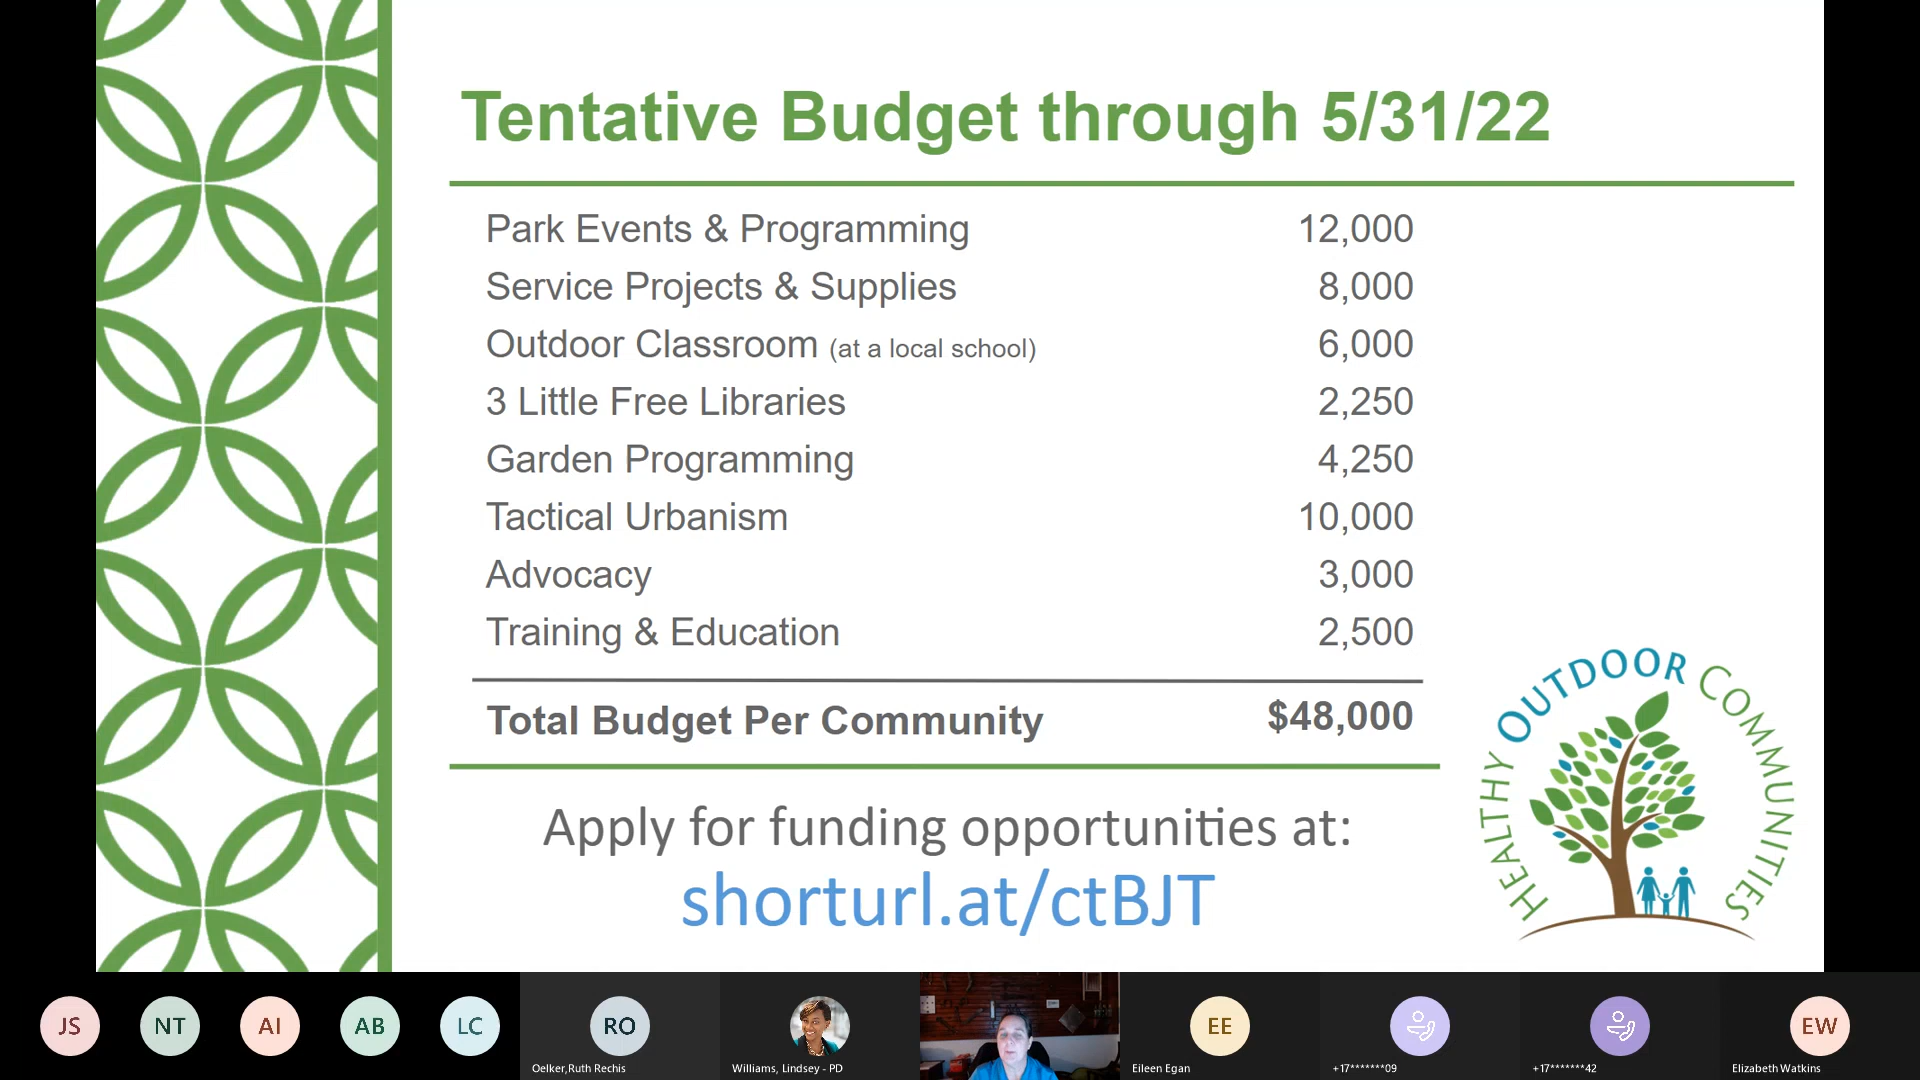 Tentative Budget through 5/31/22
Park Events & Programming 12,000
Service Projects & Supplies 8,000
Outdoor Classroom (at a local school) 6,000
3 Little Free Libraries 2,250
Garden Programming 4,250
Tactical Urbanism 10,000
Advocacy 3,000
Training & Education 2,500
Total Budget Per Community $48,000
Apply for funding opportunities at:
shorturl.at/ctBJT
HEALTHY OUTDOOR COMMUNITIES
JS NT AI AB LC RO EE EW
Oelker,Ruth Rechis Williams, Lindsey - PD Eileen Egan +17*******09 +17*******42 Elizabeth Watkins